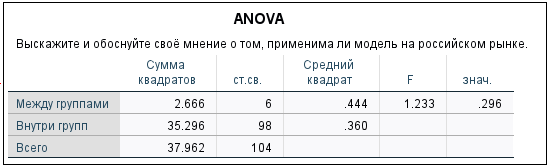 ANOVA
Выскажите и обоснуйте своё мнение о том, применима ли модель на российском рынке.
Сумма квадратов ст.св. Средний квадрат F знач.
Между группами 2.666 6 .444 1.233 .296
Внутри групп 35.296 98 .360
Всего 37.962 104